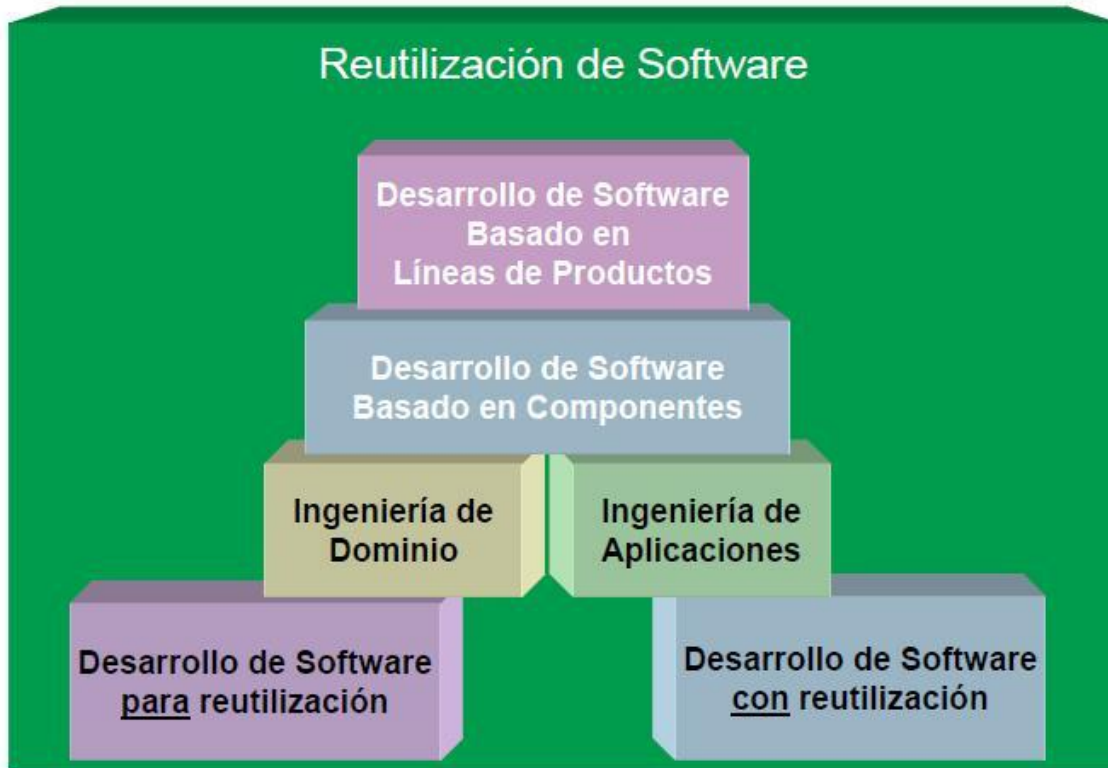 Reutilización de Software
Desarrollo de Software
Basado en
Líneas de Productos
Desarrollo de Software
Basado en Componentes
Ingeniería de
Dominio
Ingeniería de
Aplicaciones
Desarrollo de Software
para reutilización
Desarrollo de Software
con reutilización